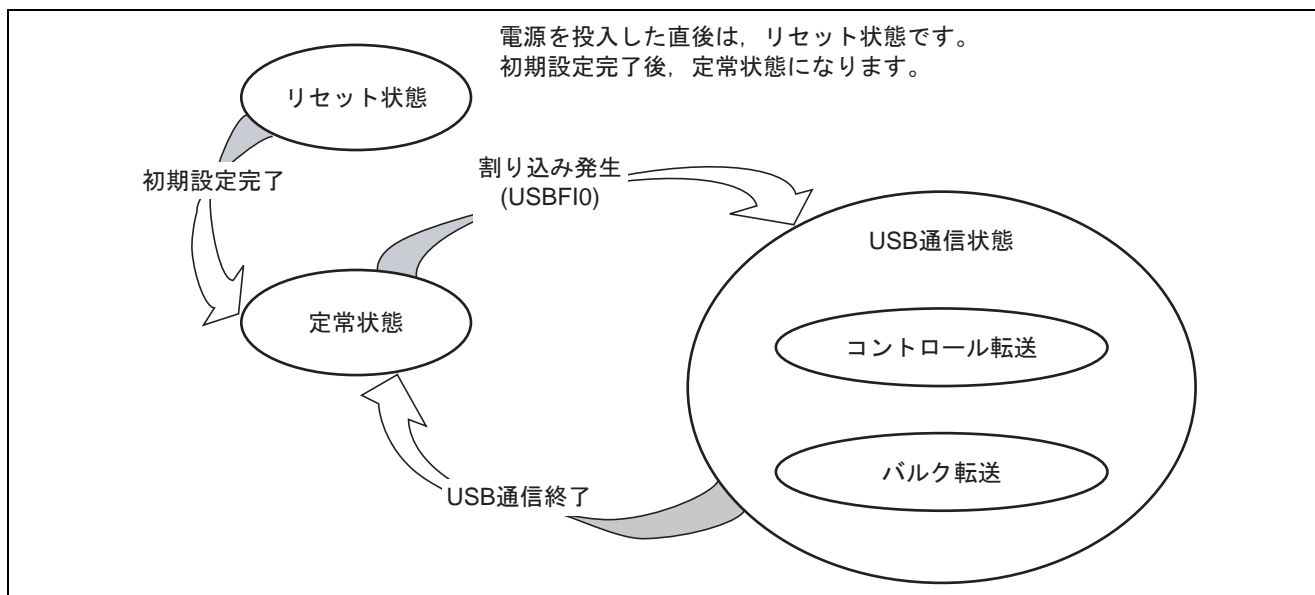 電源を投入した直後は，リセット状態です。
初期設定完了後，定常状態になります。
リセット状態
初期設定完了
割り込み発生
(USBFI0)
USB通信状態
定常状態
コントロール転送
バルク転送
USB通信終了